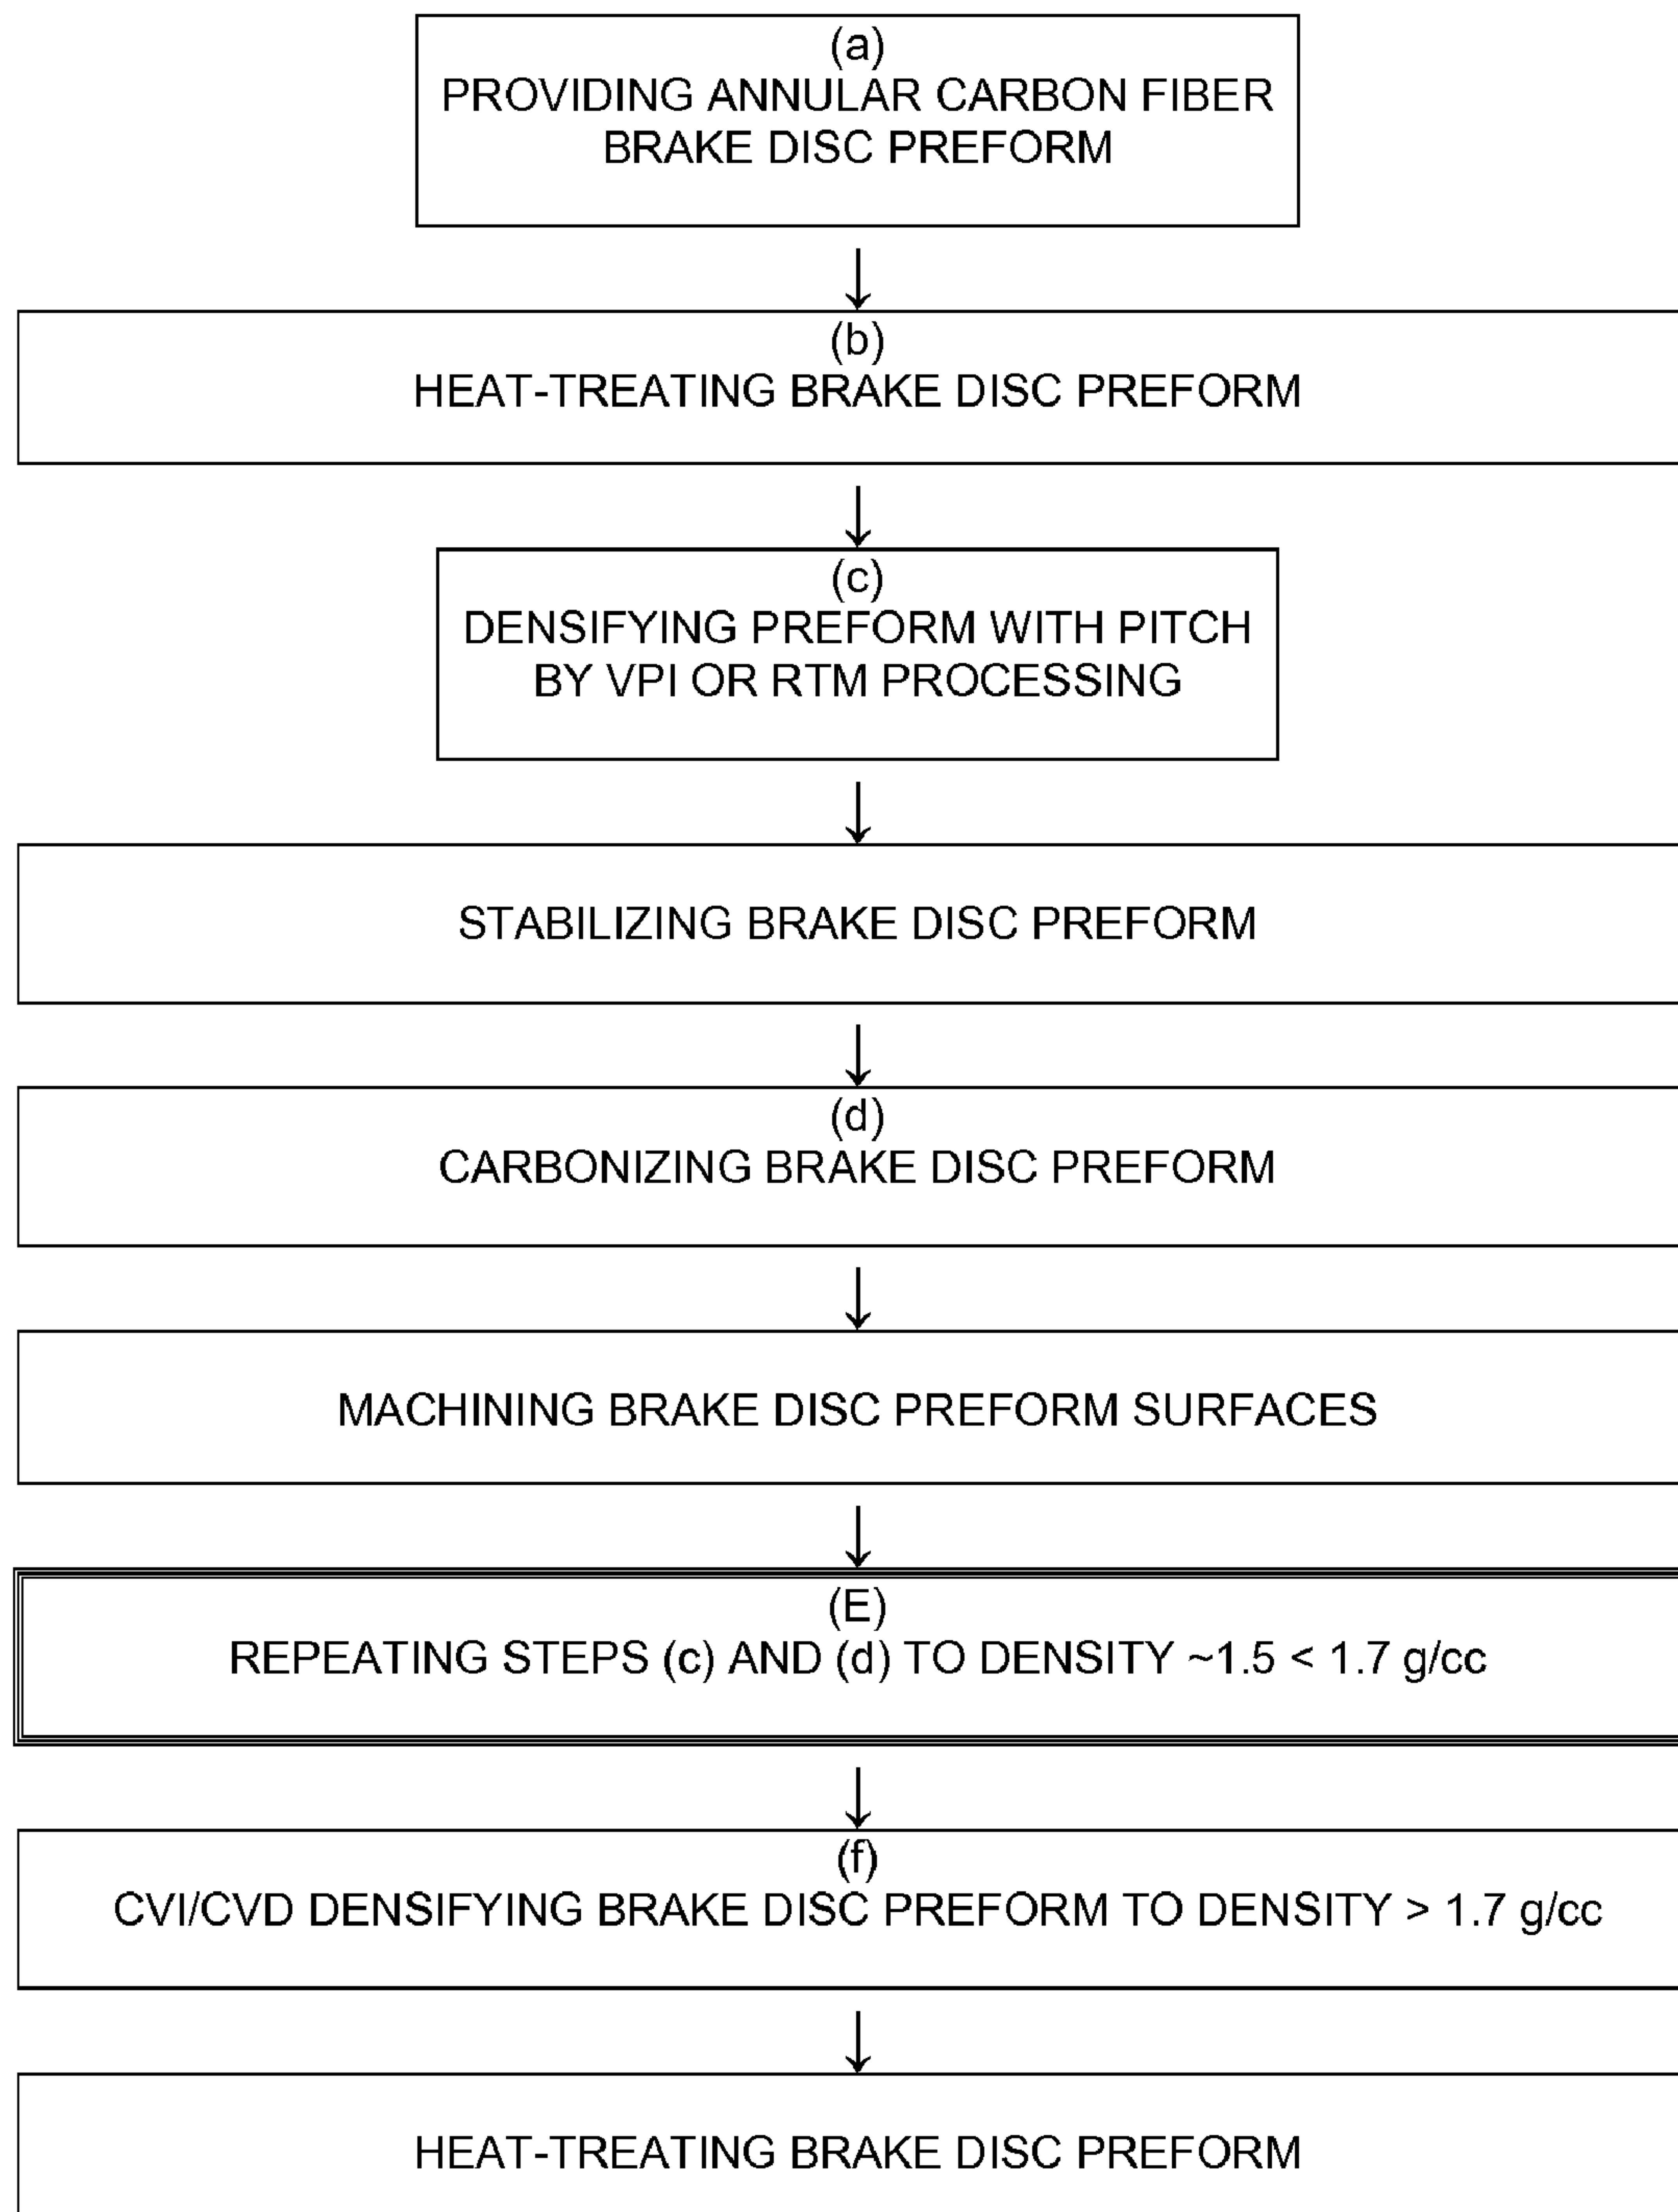 (a)
PROVIDING ANNULAR CARBON FIBER
BRAKE DISC PREFORM
(b)
HEAT-TREATING BRAKE DISC PREFORM
(c)
DENSIFYING PREFORM WITH PITCH
BY VPI OR RTM PROCESSING
STABILIZING BRAKE DISC PREFORM
(d)
CARBONIZING BRAKE DISC PREFORM
MACHINING BRAKE DISC PREFORM SURFACES
(E)
REPEATING STEPS (c) AND (d) TO DENSITY ~1.5 < 1.7 g/cc
(f)
CVI/CVD DENSIFYING BRAKE DISC PREFORM TO DENSITY > 1.7 g/cc
HEAT-TREATING BRAKE DISC PREFORM